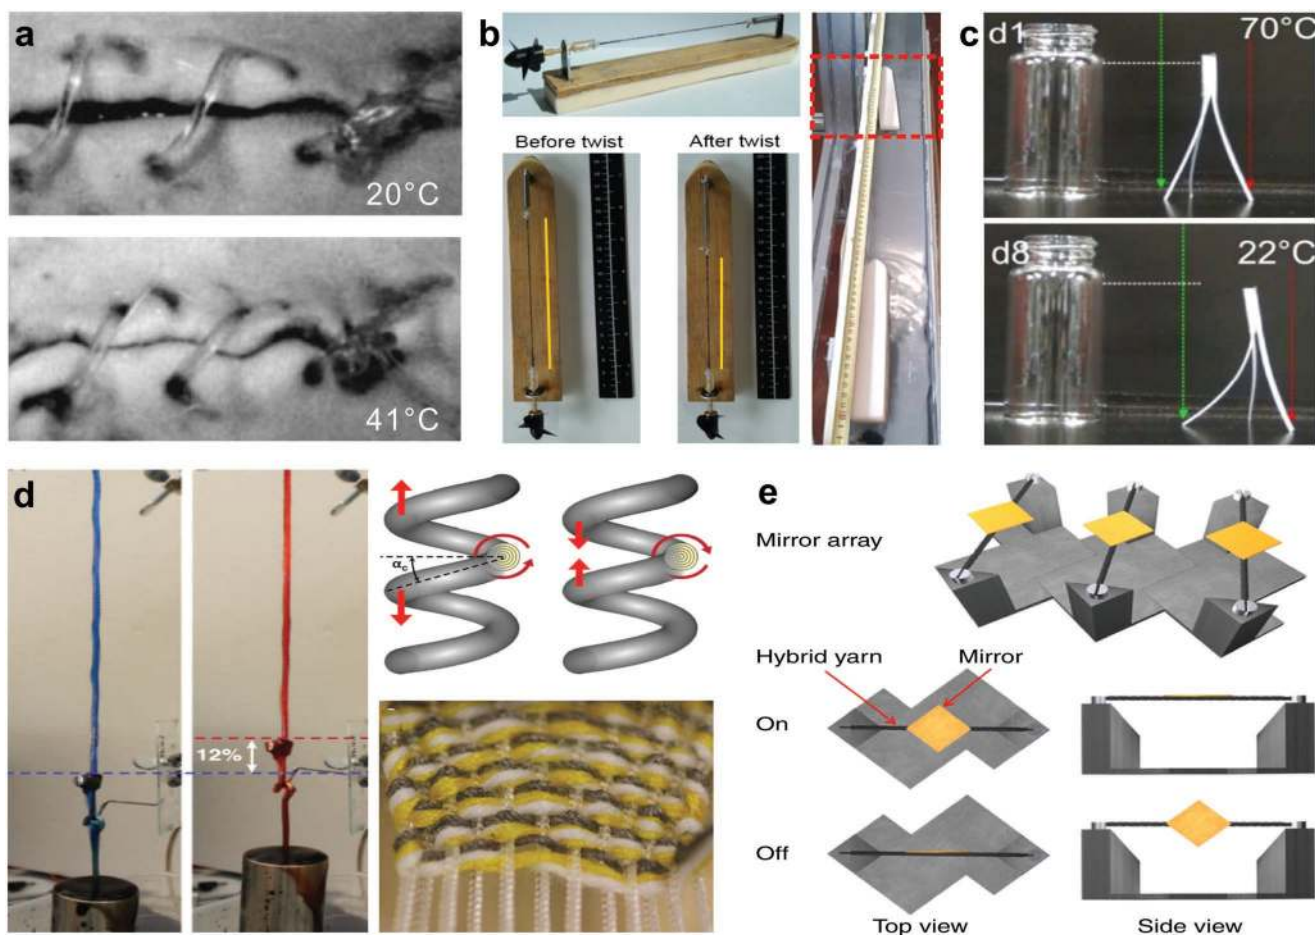 a
20°C
41°C
b
Before twist
After twist
c
d1
70°C
d8
22°C
d
12%
αc
e
Mirror array
Hybrid yarn
Mirror
On
Off
Top view
Side view